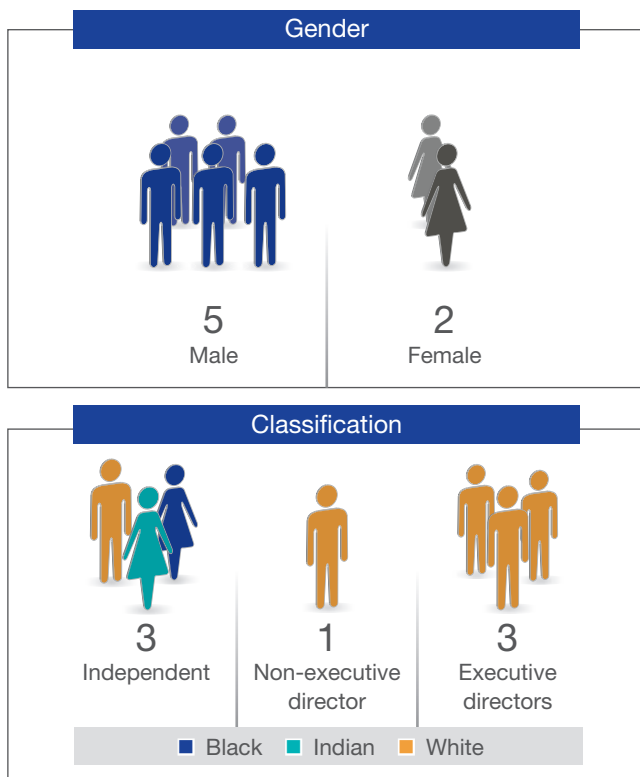 Gender
5
Male
2
Female
Classification
3
Independent
1
Non-executive
director
3
Executive
directors
Black
Indian
White